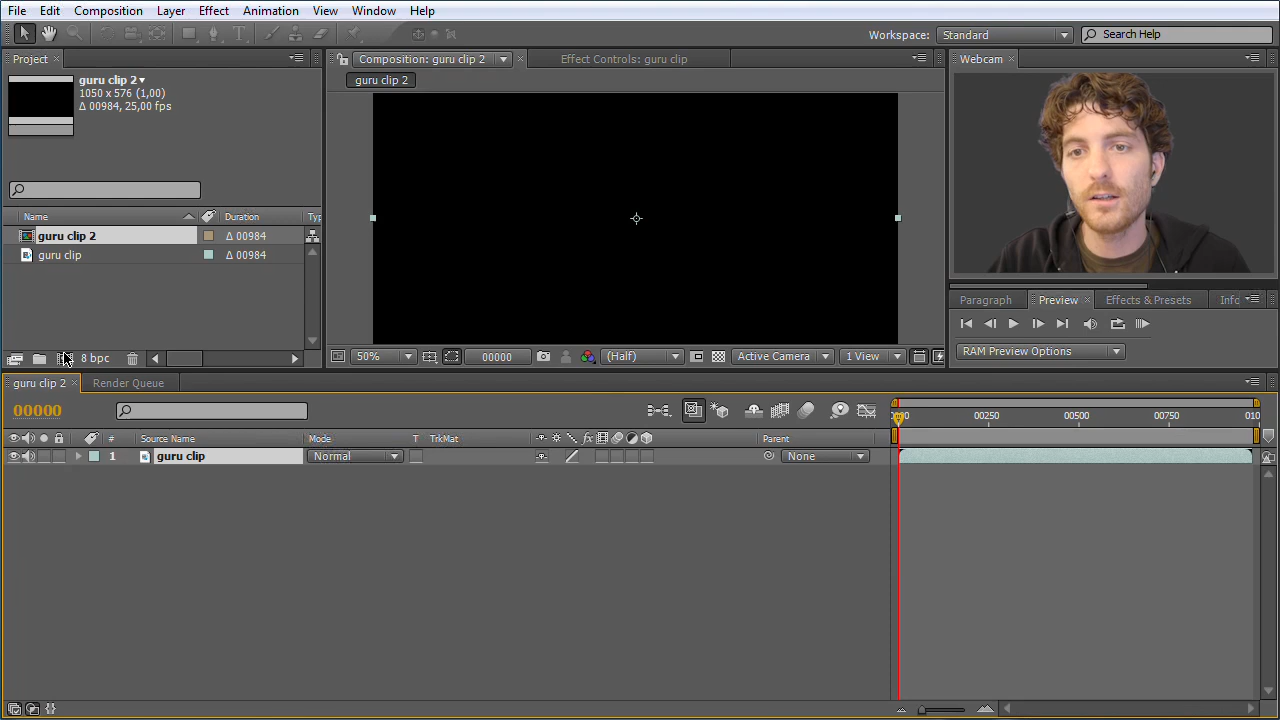 File Edit Composition Layer Effect Animation View Window Help
Workspace: Standard Search Help
Project Composition: guru clip 2 Effect Controls: guru clip Webcam
guru clip 2 guru clip 2
1050 x 576 (1,00)
Δ 00984, 25,00 fps
Name Duration Typ
guru clip 2 Δ 00984
guru clip Δ 00984
Paragraph Preview Effects & Presets Info
RAM Preview Options
8 bpc 50% 00000 (Half) Active Camera 1 View
guru clip 2 Render Queue
00000
00250 00500 00750 010
# Source Name Mode T TrkMat fx Parent
1 guru clip Normal None